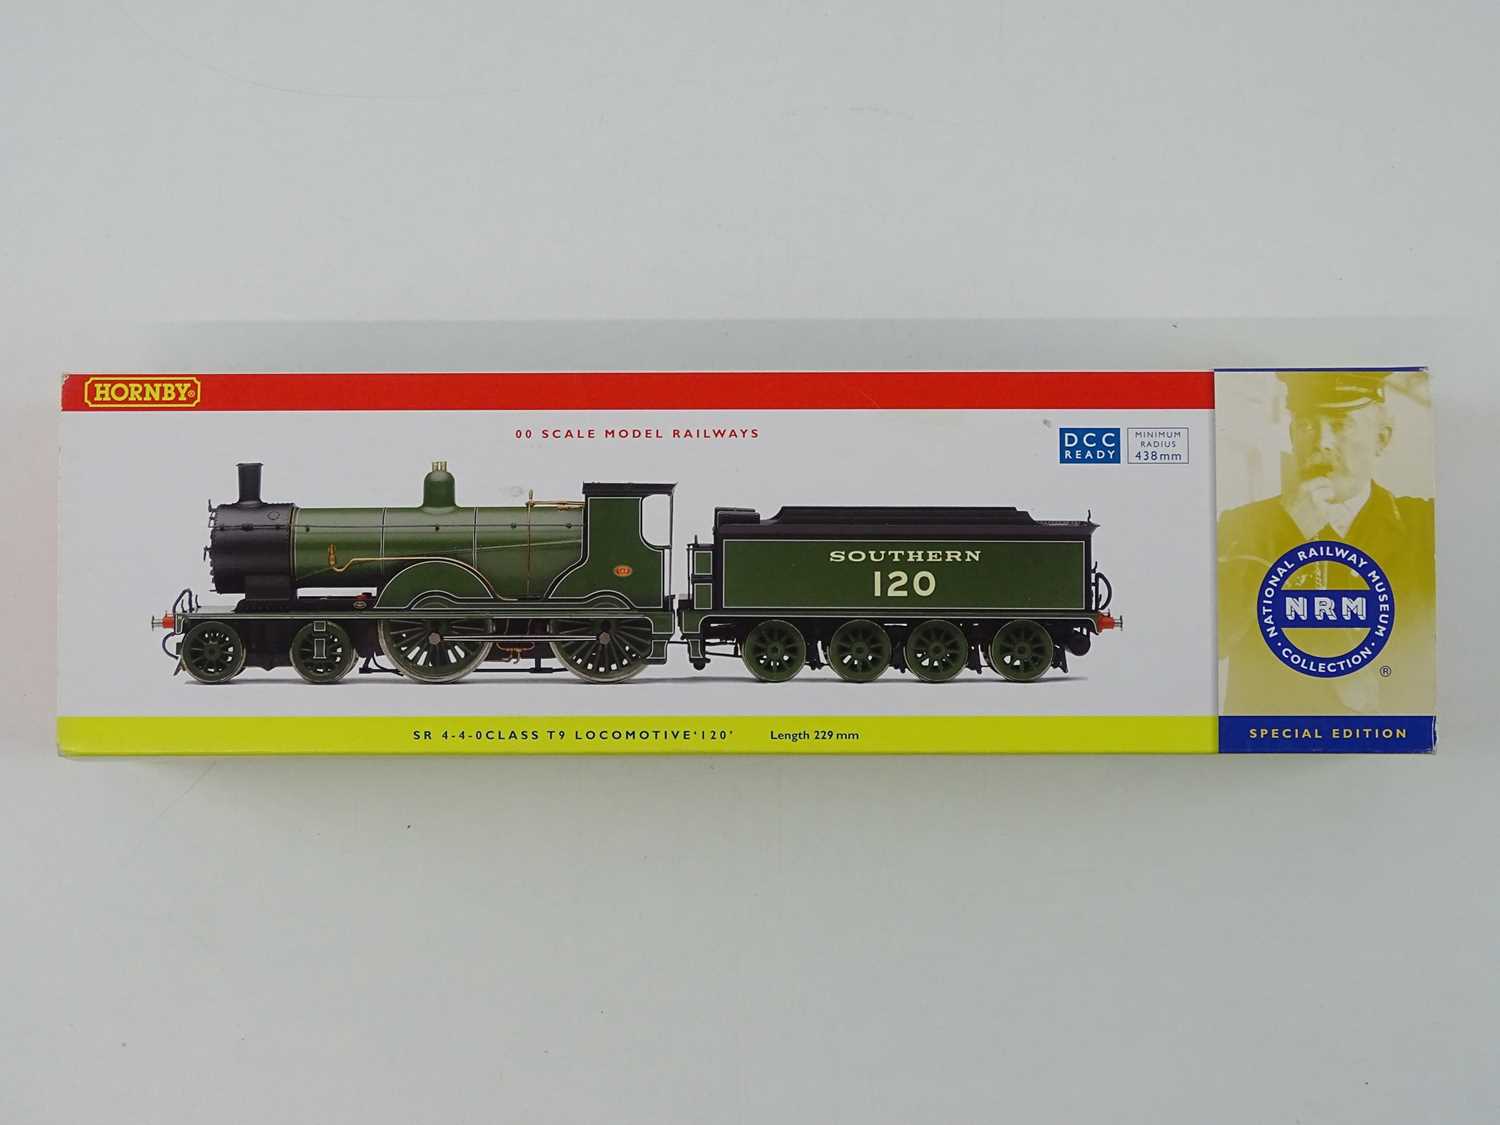 HORNBY®
00 SCALE MODEL RAILWAYS
DCC
READY
MINIMUM
RADIUS
438mm
SOUTHERN
120
NATIONAL RAILWAY MUSEUM
NRM
COLLECTION
®
SR 4-4-0CLASS T9 LOCOMOTIVE'120' Length 229mm
SPECIAL EDITION